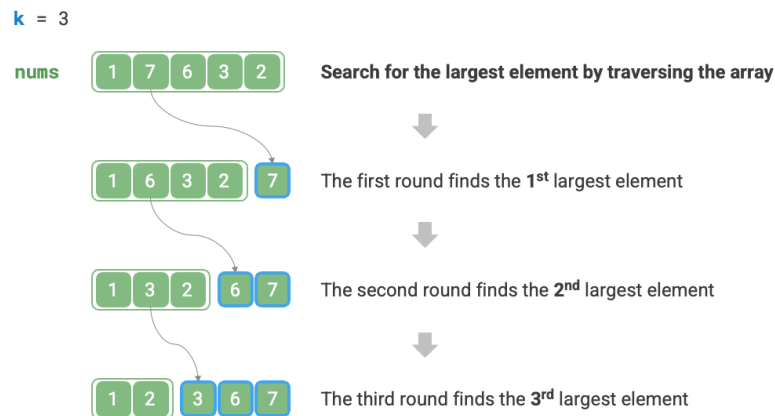 k = 3
nums 1 7 6 3 2 Search for the largest element by traversing the array
1 6 3 2 7 The first round finds the 1st largest element
1 3 2 6 7 The second round finds the 2nd largest element
1 2 3 6 7 The third round finds the 3rd largest element